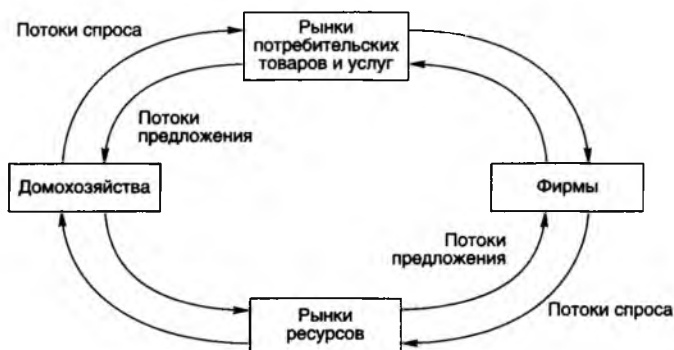 Потоки спроса
Рынки
потребительских
товаров и услуг
Потоки
предложения
Домохозяйства
Фирмы
Потоки
предложения
Рынки
ресурсов
Потоки спроса